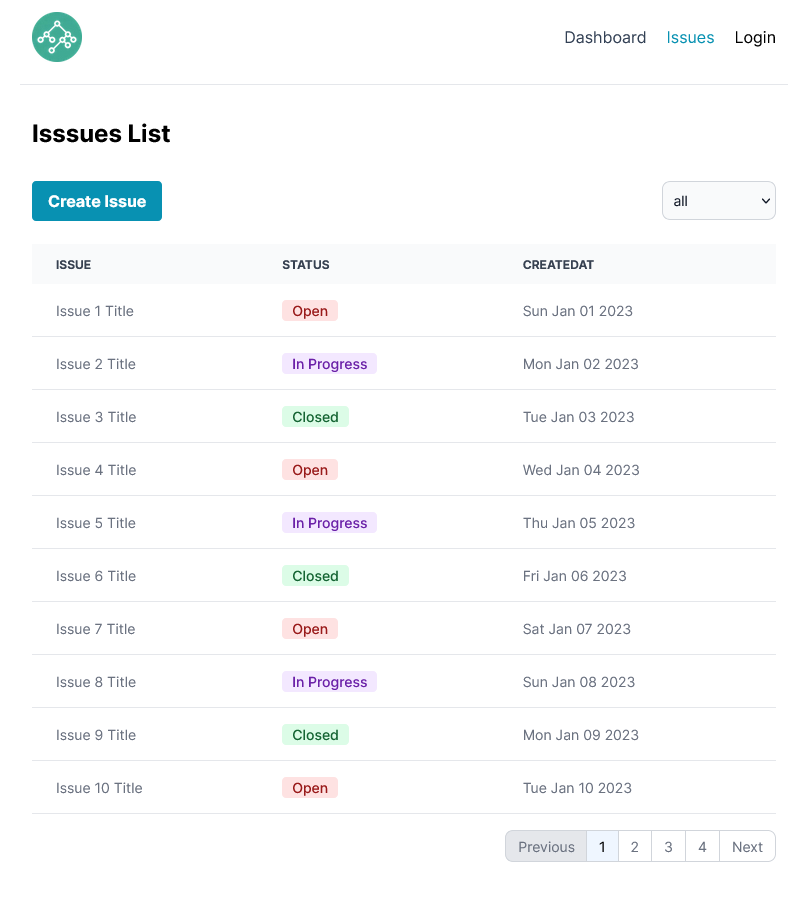 Dashboard Issues Login
Isssues List
Create Issue all
ISSUE STATUS CREATEDAT
Issue 1 Title Open Sun Jan 01 2023
Issue 2 Title In Progress Mon Jan 02 2023
Issue 3 Title Closed Tue Jan 03 2023
Issue 4 Title Open Wed Jan 04 2023
Issue 5 Title In Progress Thu Jan 05 2023
Issue 6 Title Closed Fri Jan 06 2023
Issue 7 Title Open Sat Jan 07 2023
Issue 8 Title In Progress Sun Jan 08 2023
Issue 9 Title Closed Mon Jan 09 2023
Issue 10 Title Open Tue Jan 10 2023
Previous 1 2 3 4 Next